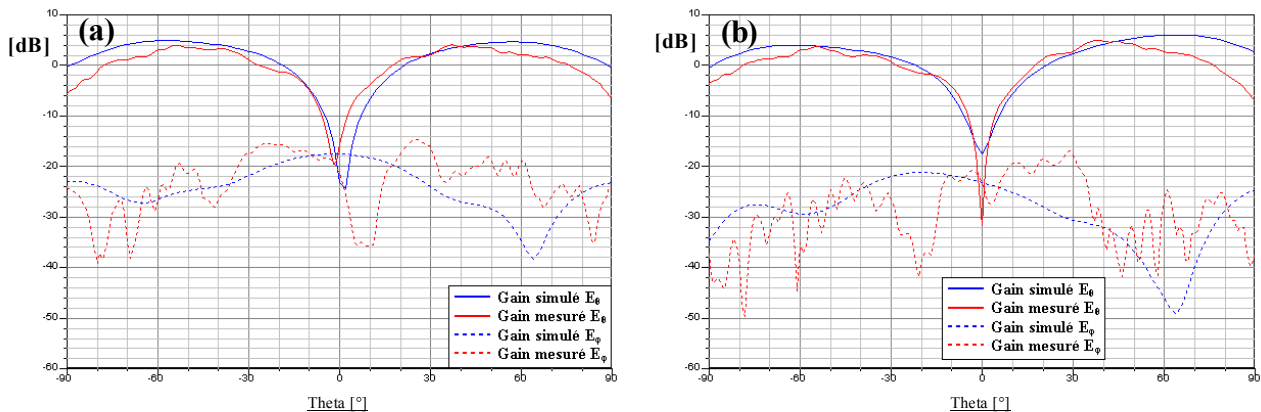 (a)
[dB]
10
0
-10
-20
-30
-40
-50
-60
-90
-60
-30
0
30
60
90
Theta [°]
Gain simulé Eθ
Gain mesuré Eθ
Gain simulé Eφ
Gain mesuré Eφ
(b)
[dB]
10
0
-10
-20
-30
-40
-50
-60
-90
-60
-30
0
30
60
90
Theta [°]
Gain simulé Eθ
Gain mesuré Eθ
Gain simulé Eφ
Gain mesuré Eφ